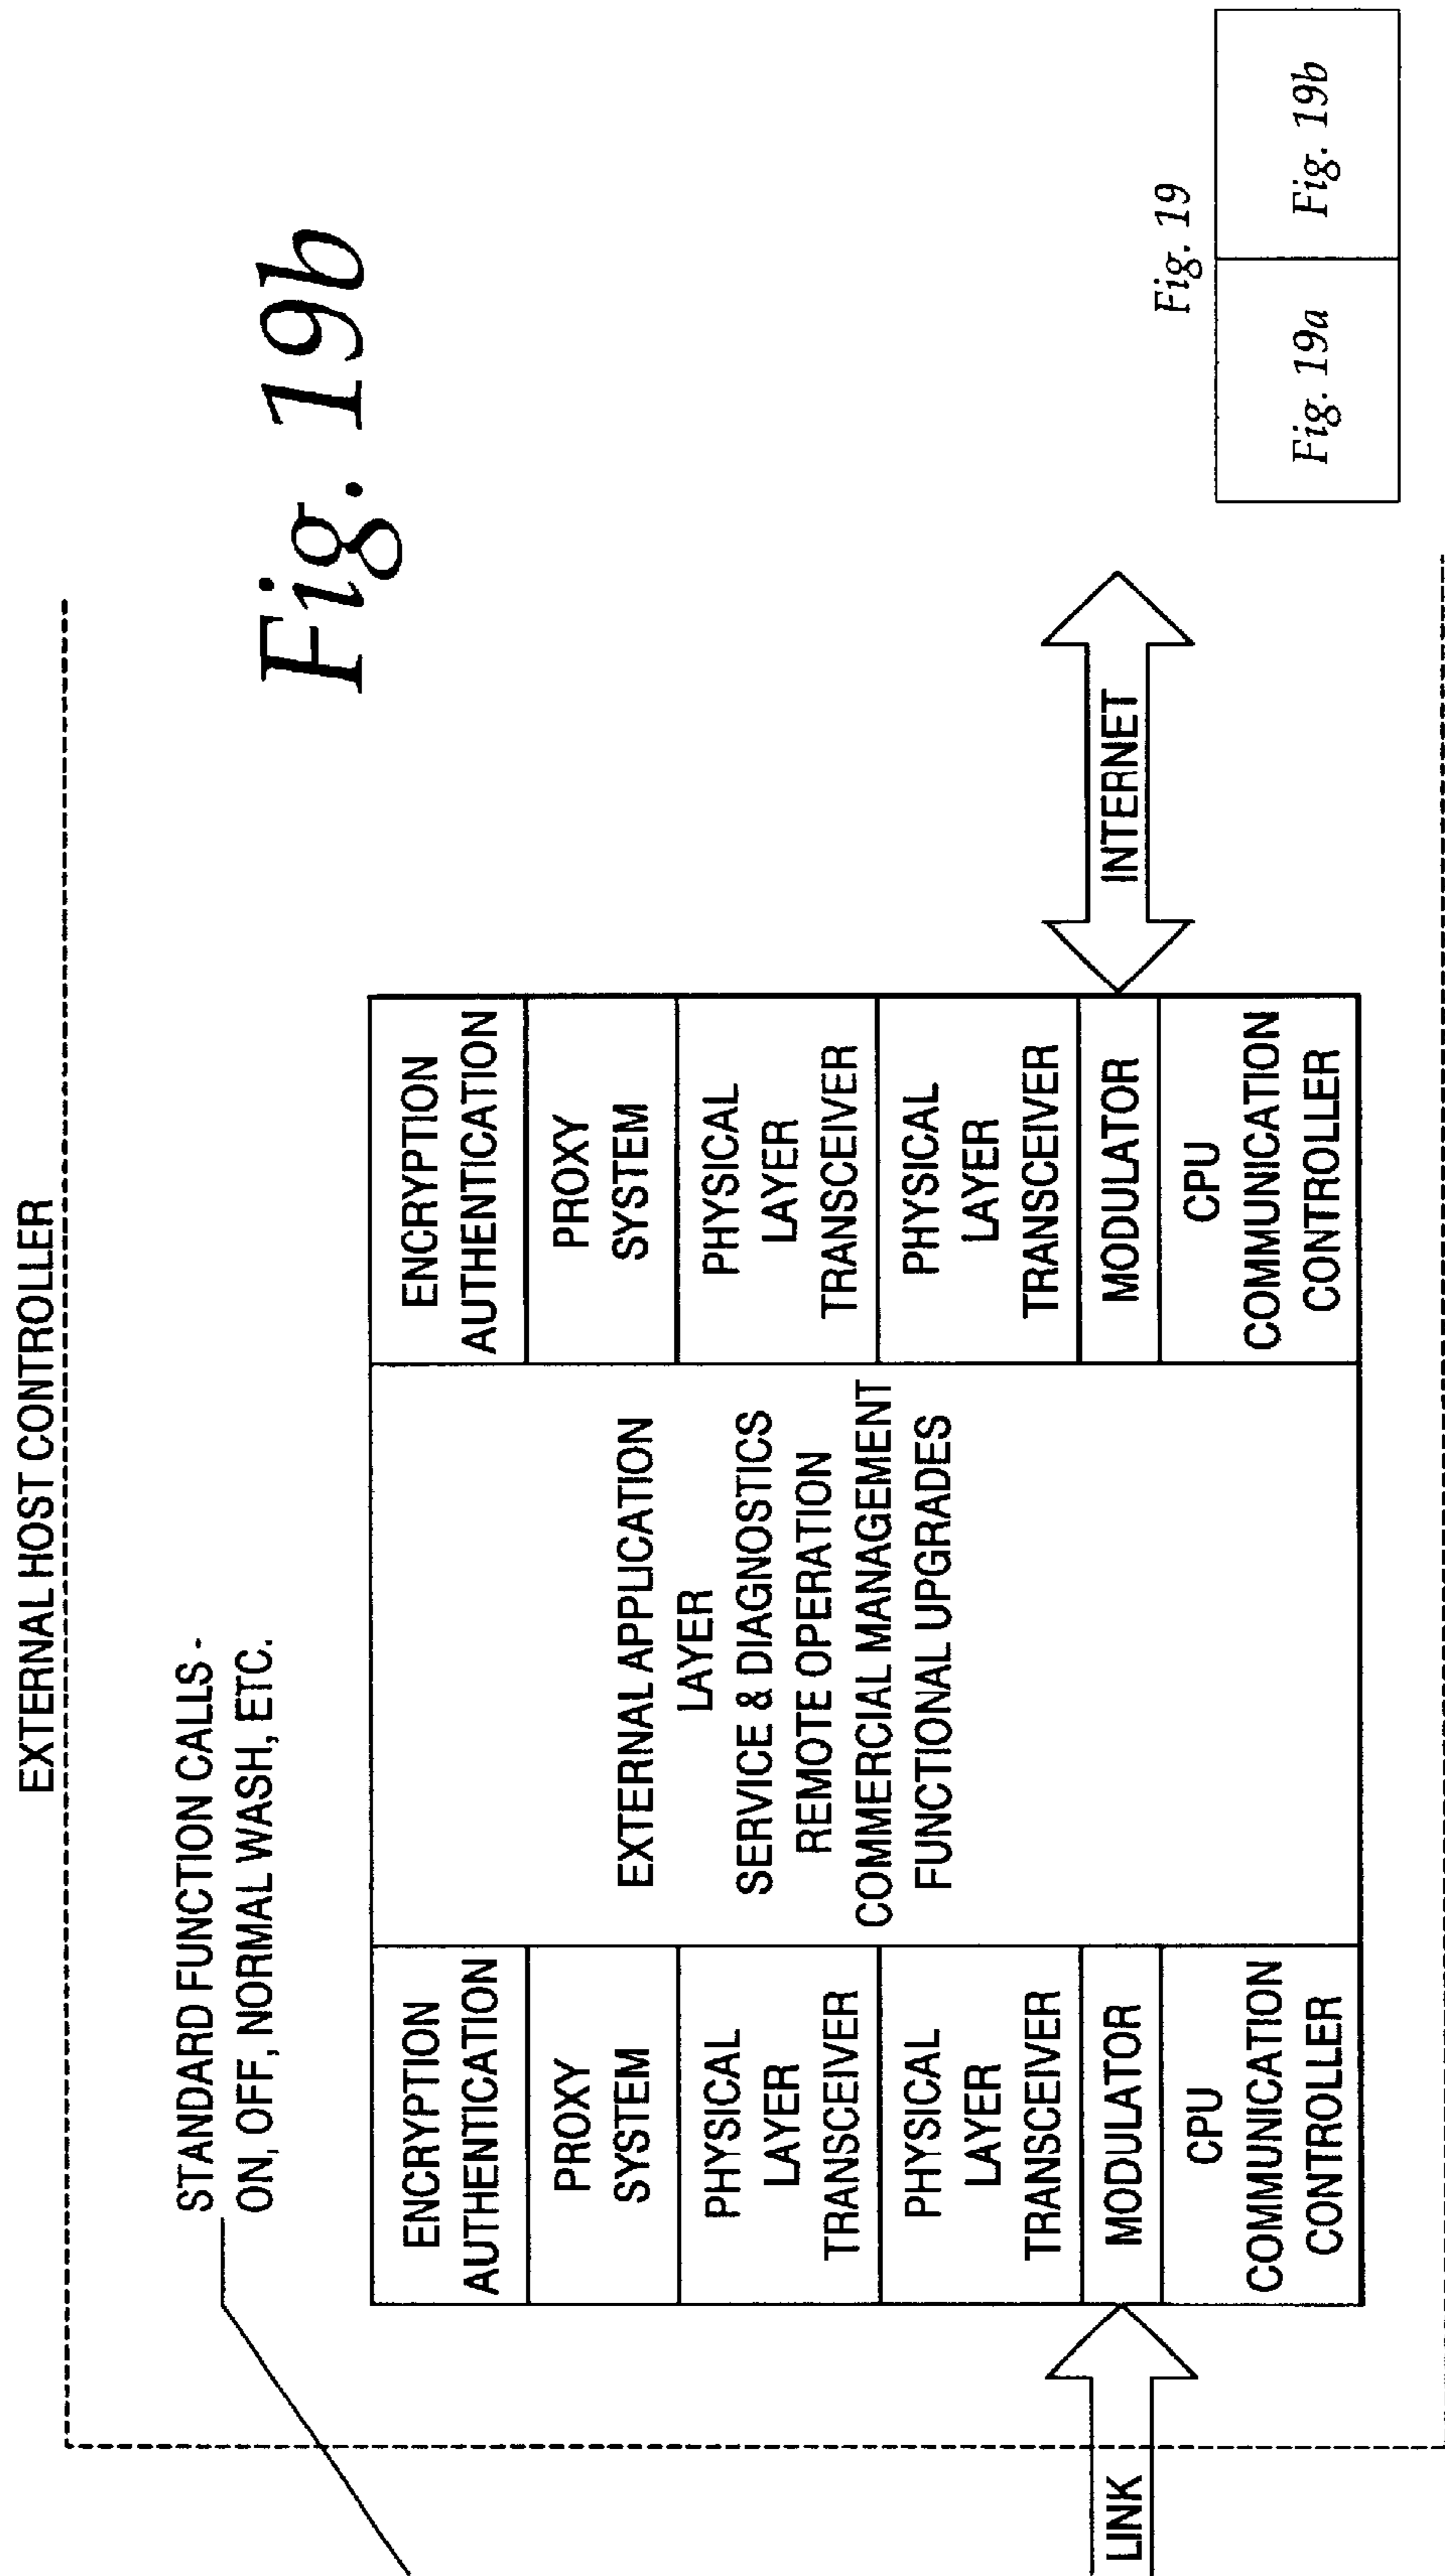 EXTERNAL HOST CONTROLLER
STANDARD FUNCTION CALLS -
ON, OFF, NORMAL WASH, ETC.
Fig. 19b
ENCRYPTION
AUTHENTICATION
PROXY
SYSTEM
PHYSICAL
LAYER
TRANSCEIVER
PHYSICAL
LAYER
TRANSCEIVER
MODULATOR
CPU
COMMUNICATION
CONTROLLER
EXTERNAL APPLICATION
LAYER
SERVICE & DIAGNOSTICS
REMOTE OPERATION
COMMERCIAL MANAGEMENT
FUNCTIONAL UPGRADES
ENCRYPTION
AUTHENTICATION
PROXY
SYSTEM
PHYSICAL
LAYER
TRANSCEIVER
PHYSICAL
LAYER
TRANSCEIVER
MODULATOR
CPU
COMMUNICATION
CONTROLLER
LINK
INTERNET
Fig. 19
Fig. 19a
Fig. 19b